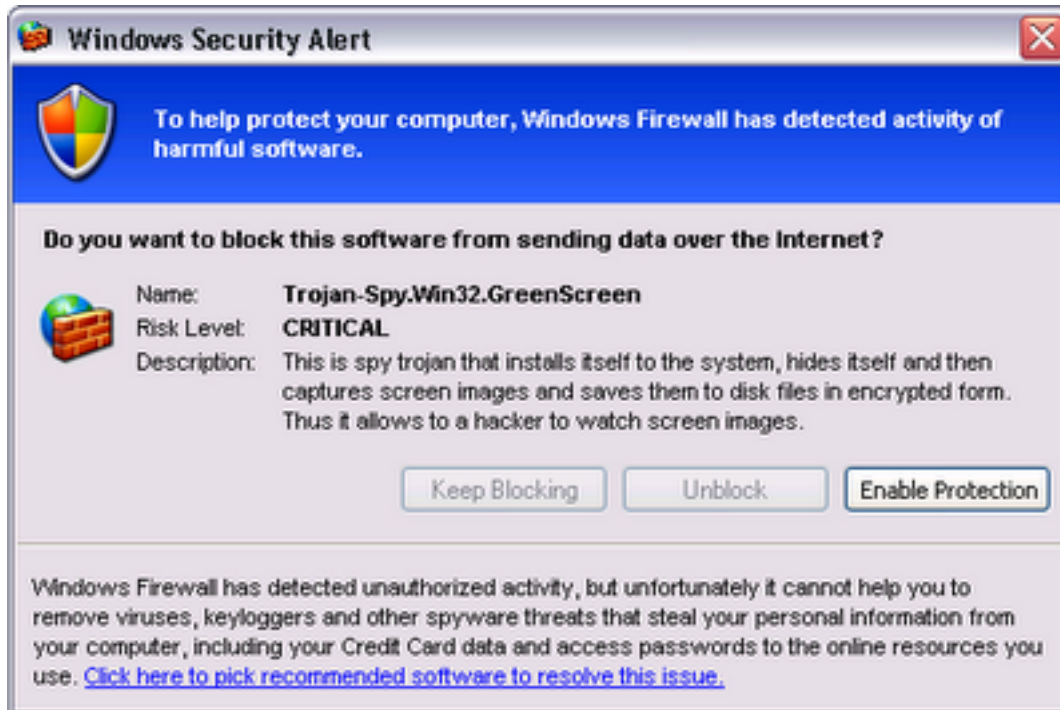 Windows Security Alert
To help protect your computer, Windows Firewall has detected activity of
harmful software.
Do you want to block this software from sending data over the Internet?
Name: Trojan-Spy.Win32.GreenScreen
Risk Level: CRITICAL
Description: This is spy trojan that installs itself to the system, hides itself and then
captures screen images and saves them to disk files in encrypted form.
Thus it allows to a hacker to watch screen images.
Keep Blocking Unblock Enable Protection
Windows Firewall has detected unauthorized activity, but unfortunately it cannot help you to
remove viruses, keyloggers and other spyware threats that steal your personal information from
your computer, including your Credit Card data and access passwords to the online resources you
use. Click here to pick recommended software to resolve this issue.